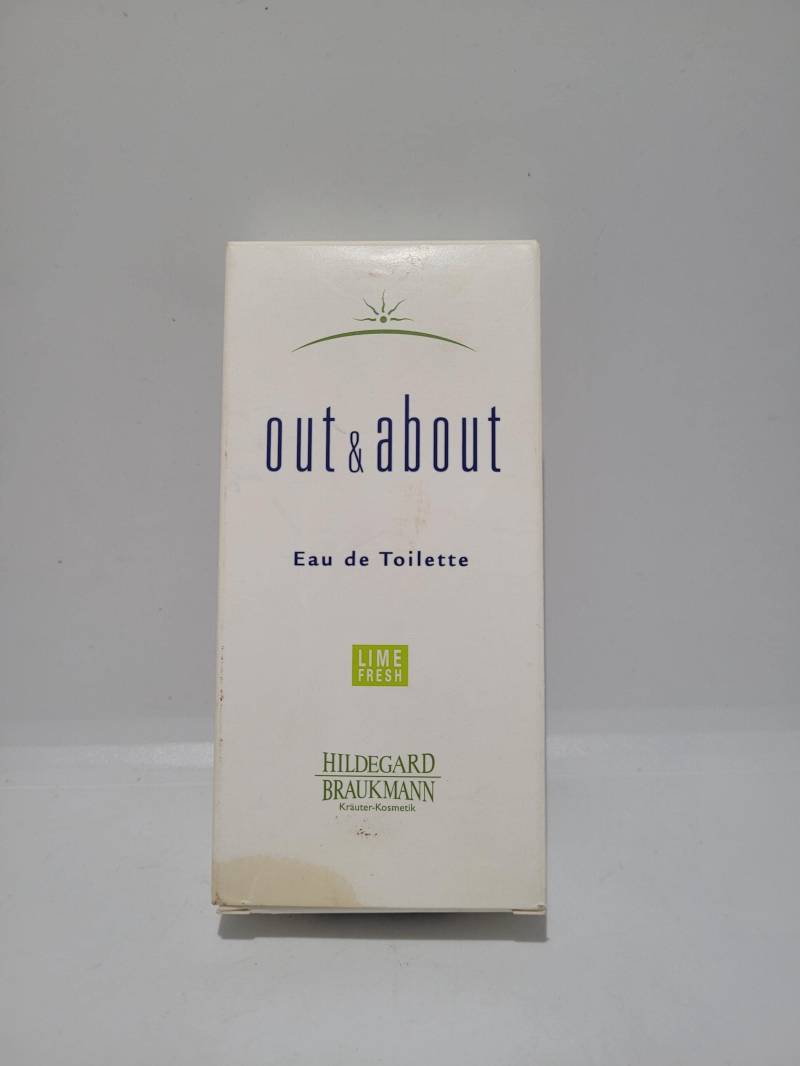 out & about
Eau de Toilette
LIME
FRESH
HILDEGARD
BRAUKMANN
Kräuter-Kosmetik